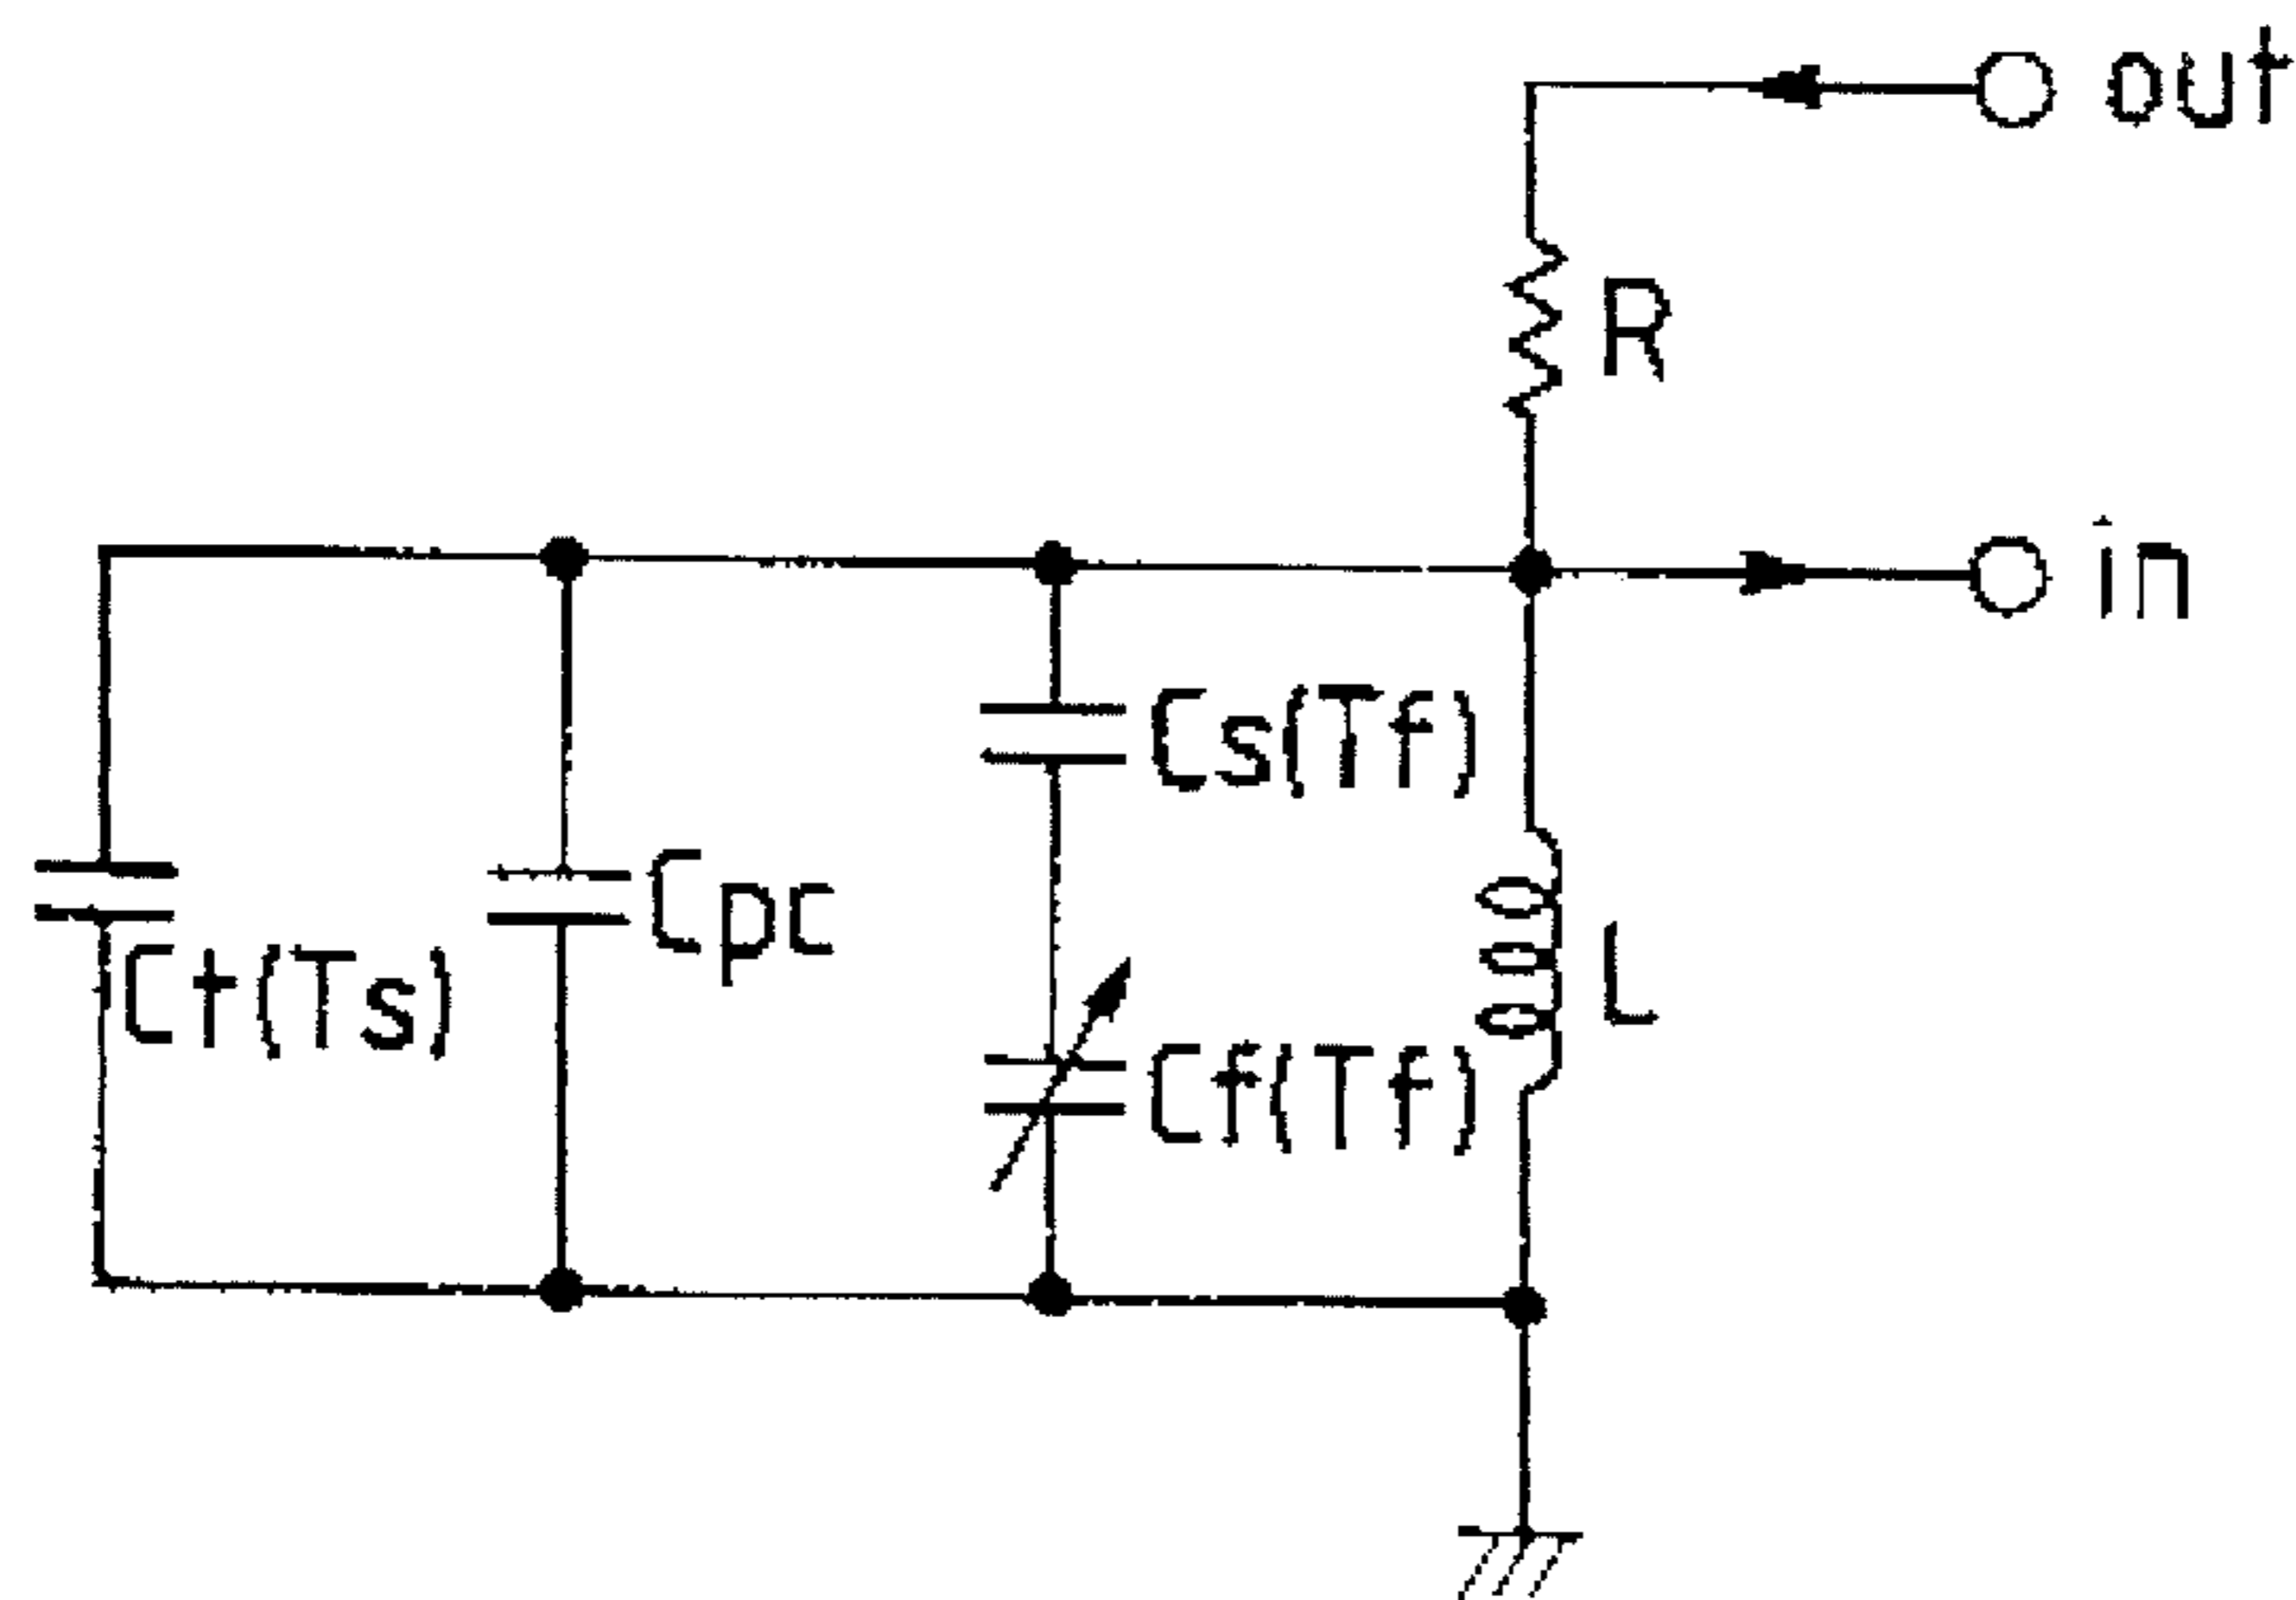 out
R
in
Cs(Tf)
Cpc
Ct(Ts)
L
Cf(Tf)